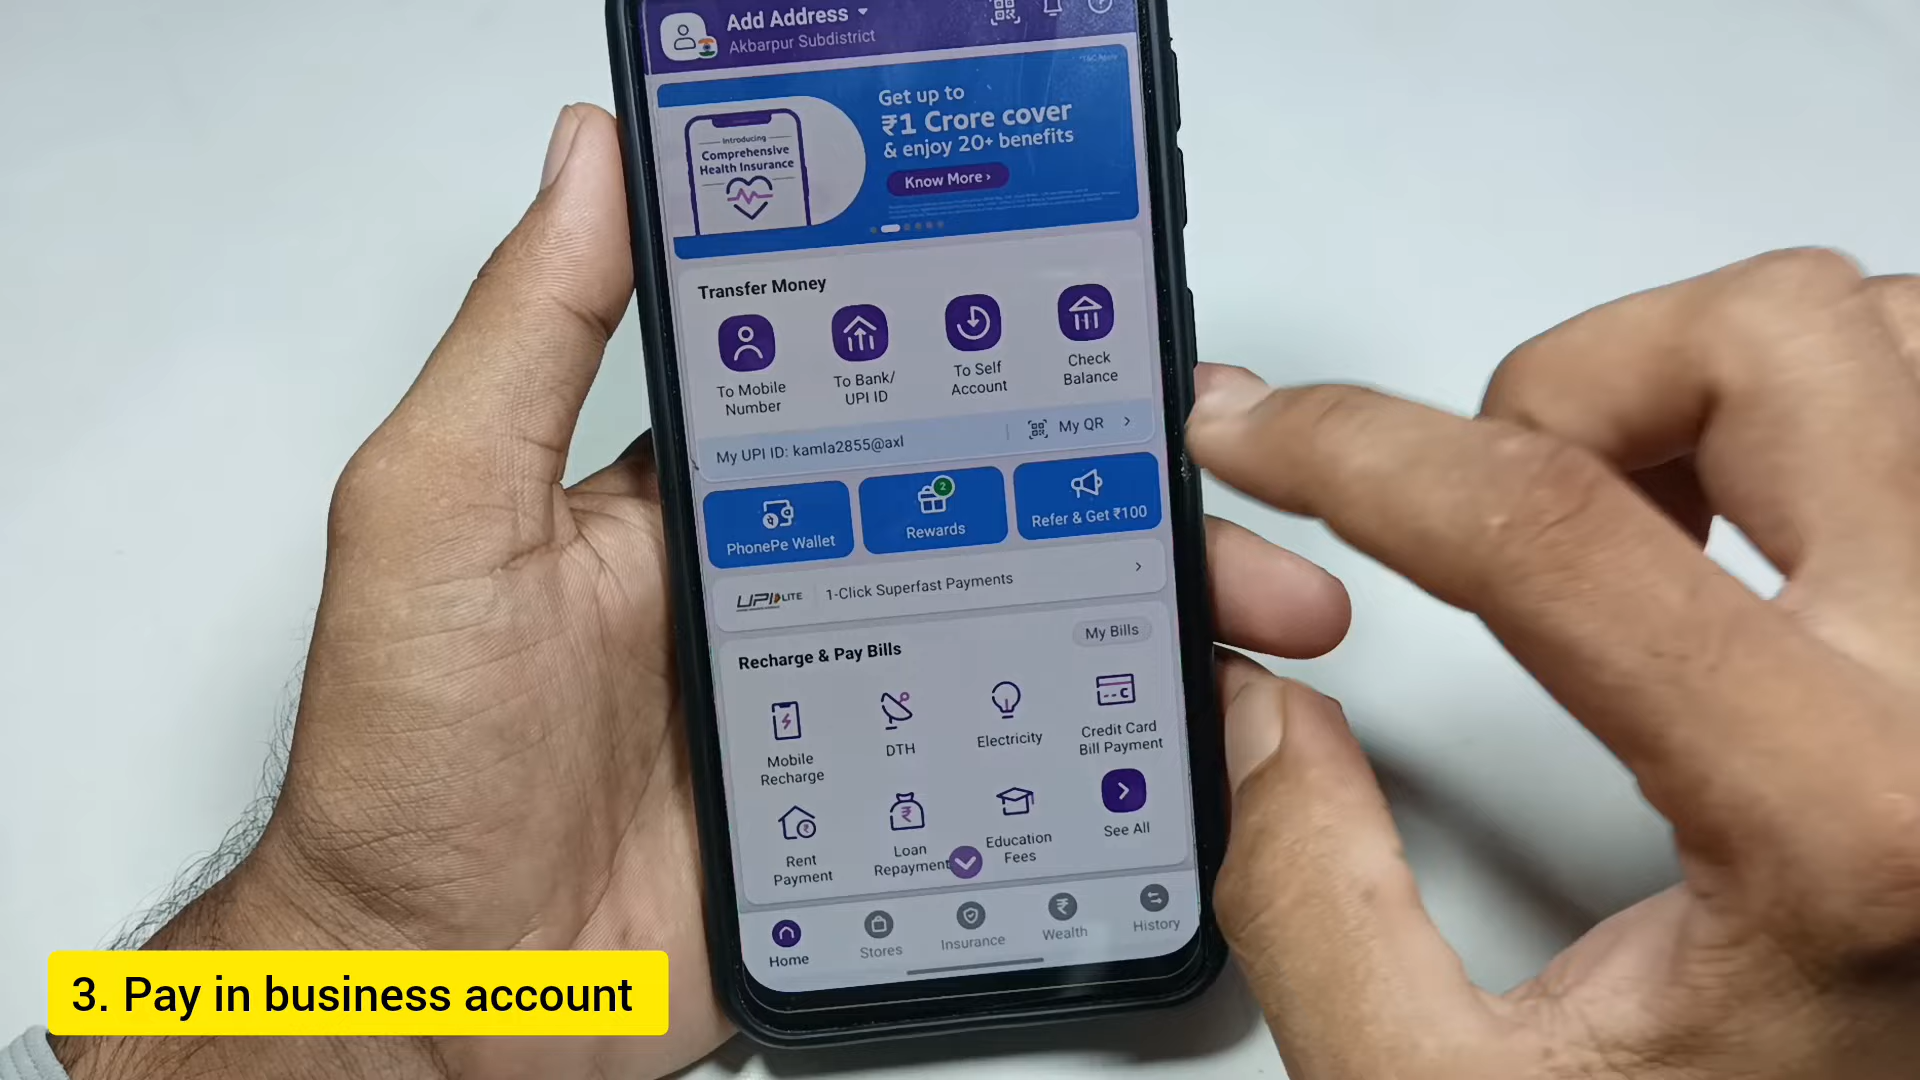 Add Address
Akbarpur Subdistrict
Get up to
₹1 Crore cover
& enjoy 20+ benefits
Know More ›
Introducing
Comprehensive
Health Insurance
Transfer Money
To Mobile
Number
To Bank/
UPI ID
To Self
Account
Check
Balance
My UPI ID: kamla2855@axl
My QR
PhonePe Wallet
2
Rewards
Refer & Get ₹100
UPI LITE
1-Click Superfast Payments
Recharge & Pay Bills
My Bills
Mobile
Recharge
DTH
Electricity
Credit Card
Bill Payment
Rent
Payment
Loan
Repayment
Education
Fees
See All
Home
Stores
Insurance
Wealth
History
3. Pay in business account